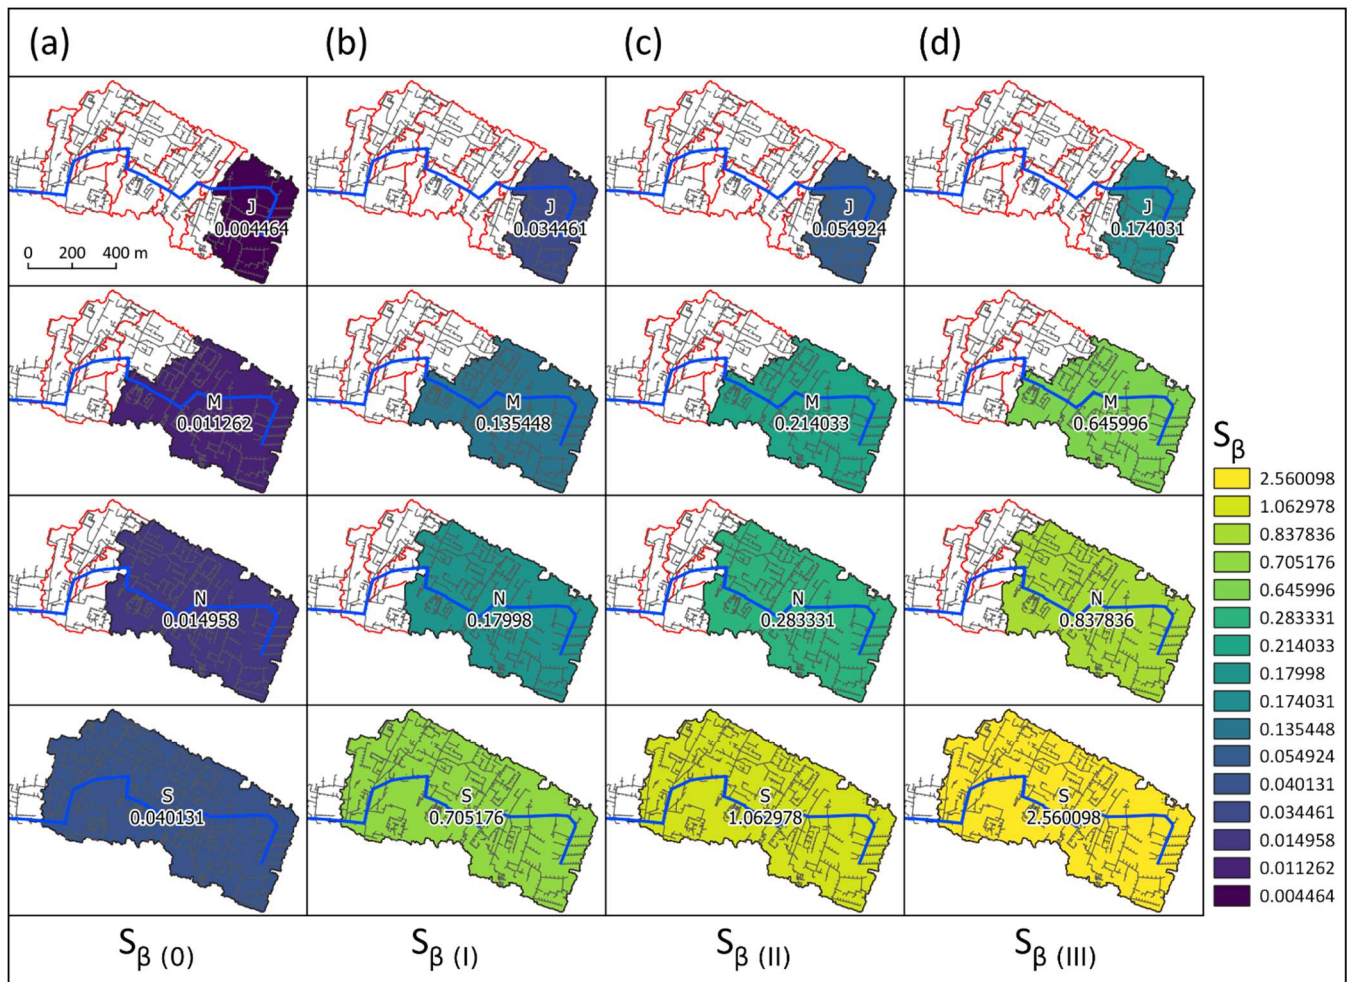 (a) (b) (c) (d)
J
0.004464
0 200 400 m
J
0.034461
J
0.054924
J
0.174031
M
0.011262
M
0.135448
M
0.214033
M
0.645996
N
0.014958
N
0.17998
N
0.283331
N
0.837836
S
0.040131
S
0.705176
S
1.062978
S
2.560098
Sβ (0) Sβ (I) Sβ (II) Sβ (III)
Sβ
2.560098
1.062978
0.837836
0.705176
0.645996
0.283331
0.214033
0.17998
0.174031
0.135448
0.054924
0.040131
0.034461
0.014958
0.011262
0.004464